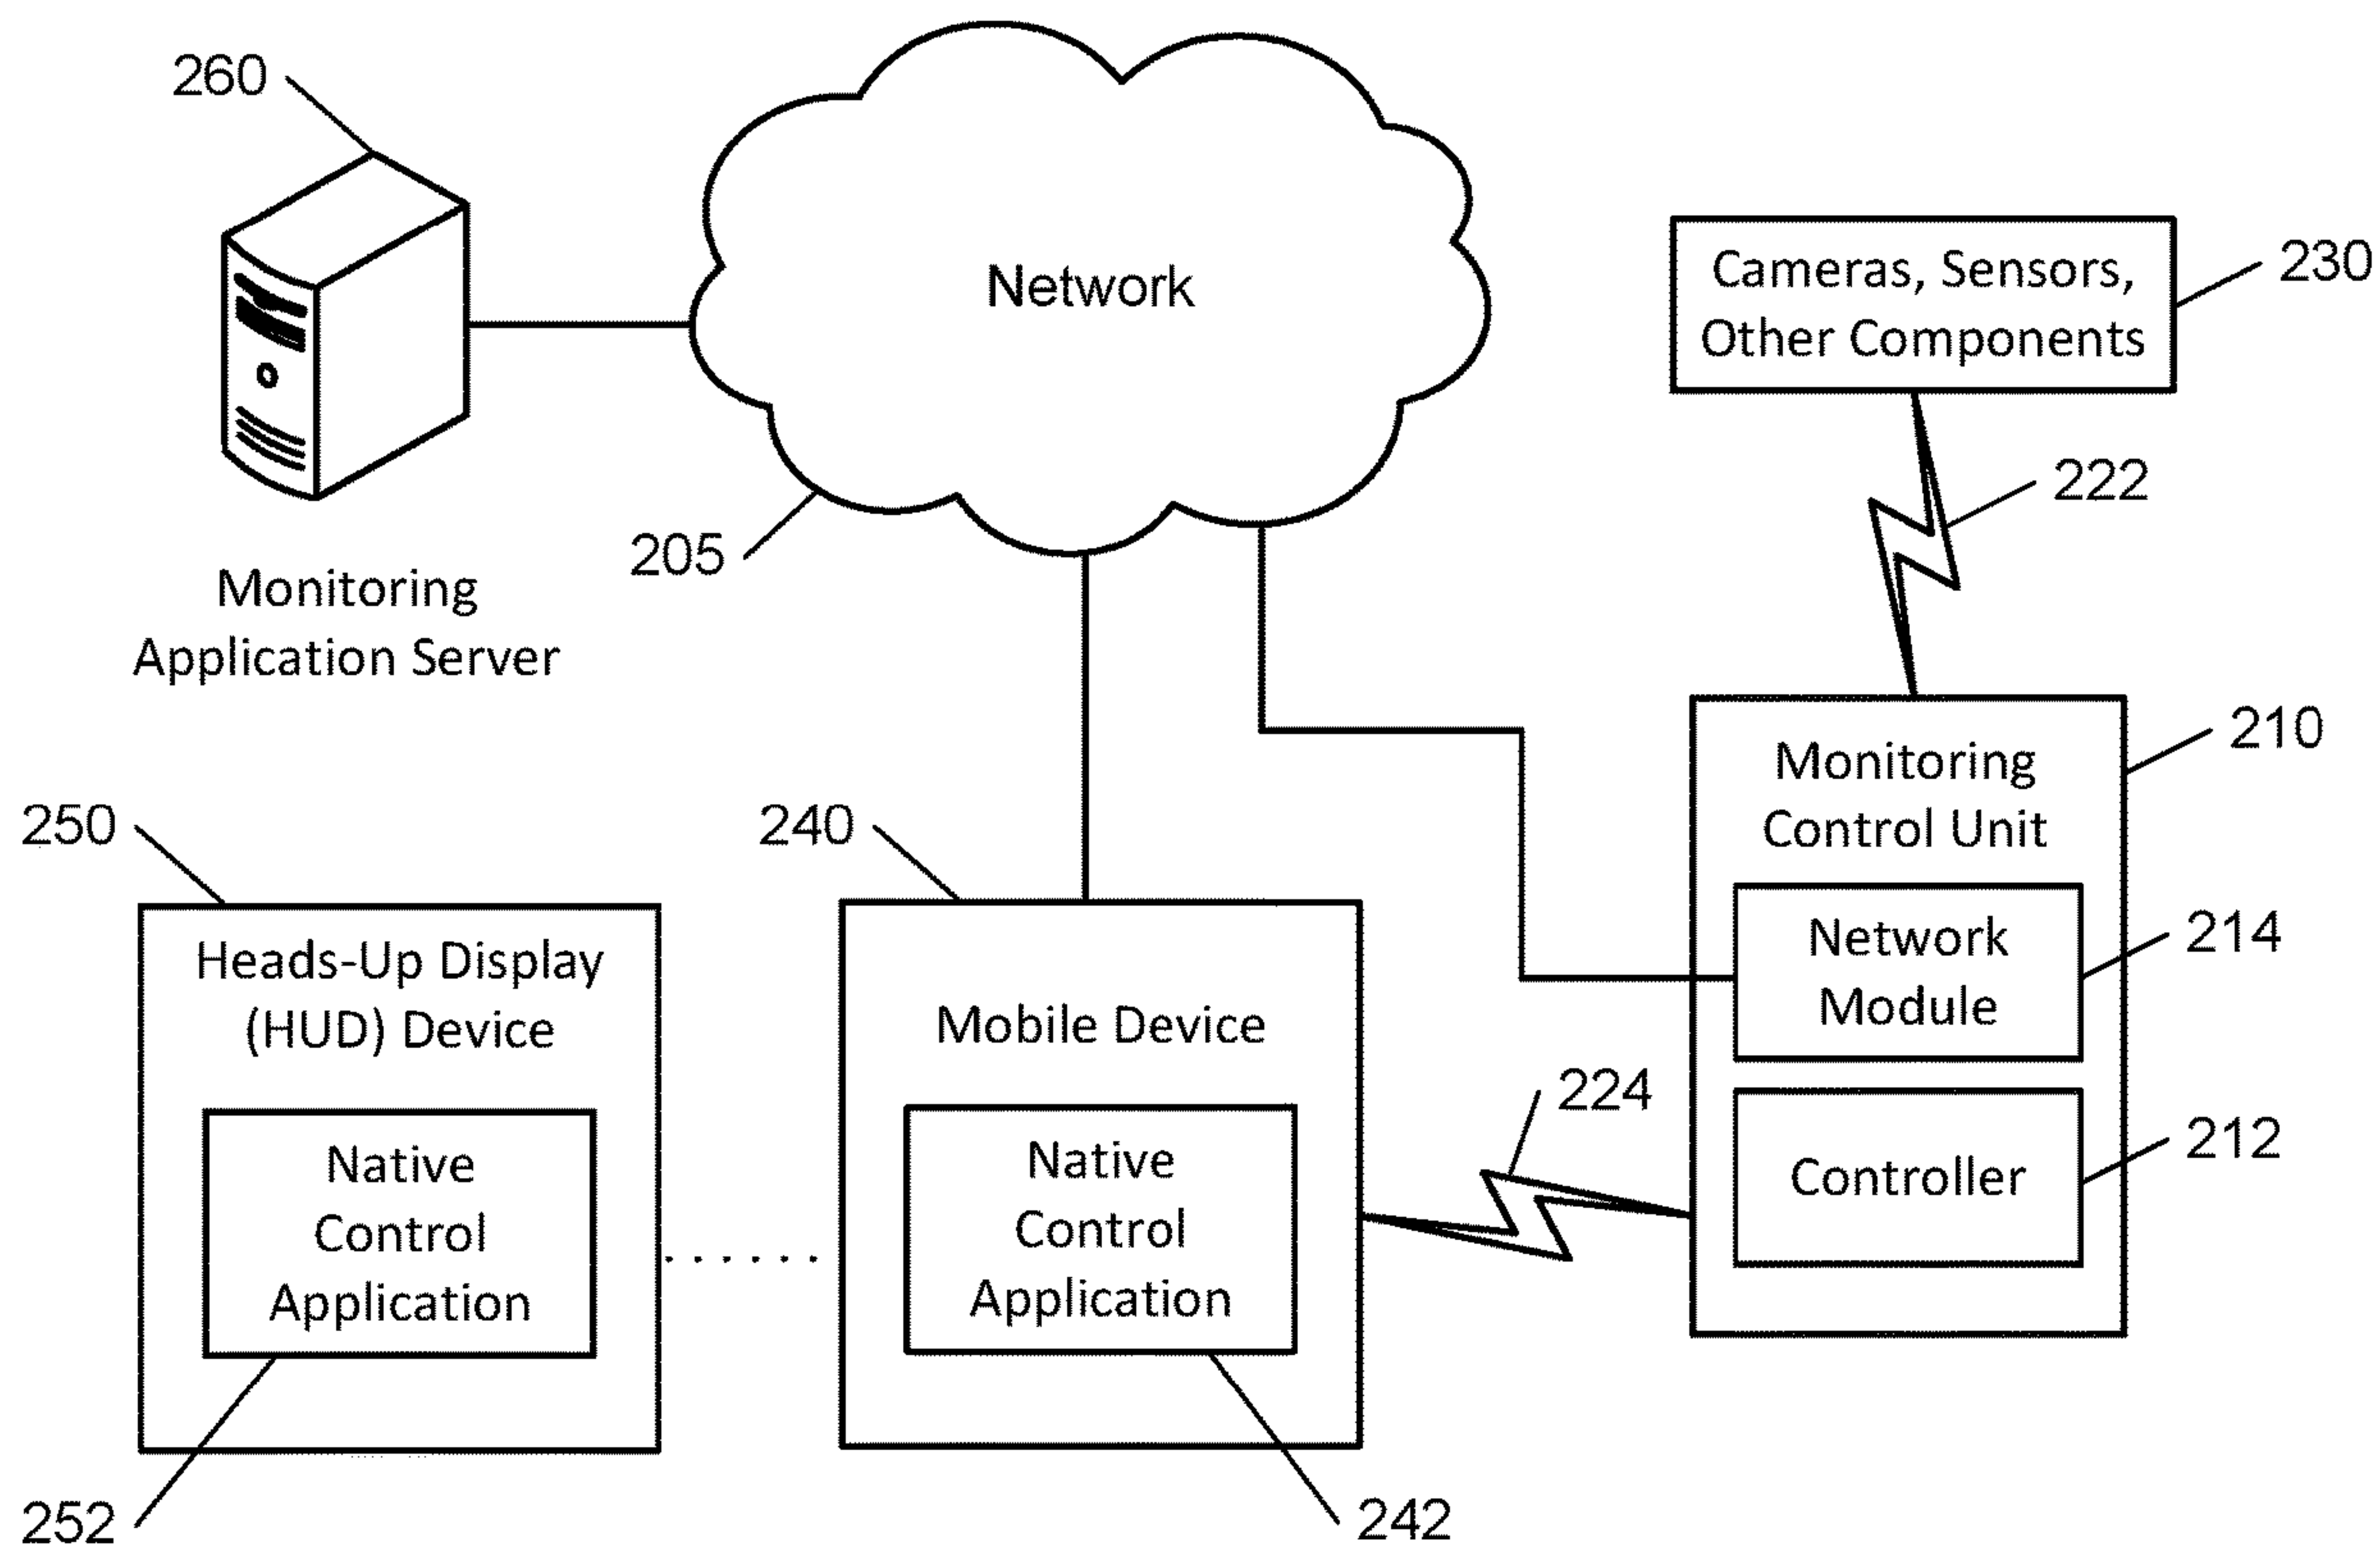 260
Network
Cameras, Sensors,
Other Components
230
222
205
Monitoring
Application Server
210
Monitoring
Control Unit
250
240
Network
Module
214
Heads-Up Display
(HUD) Device
Mobile Device
224
Controller
212
Native
Control
Application
Native
Control
Application
252
242